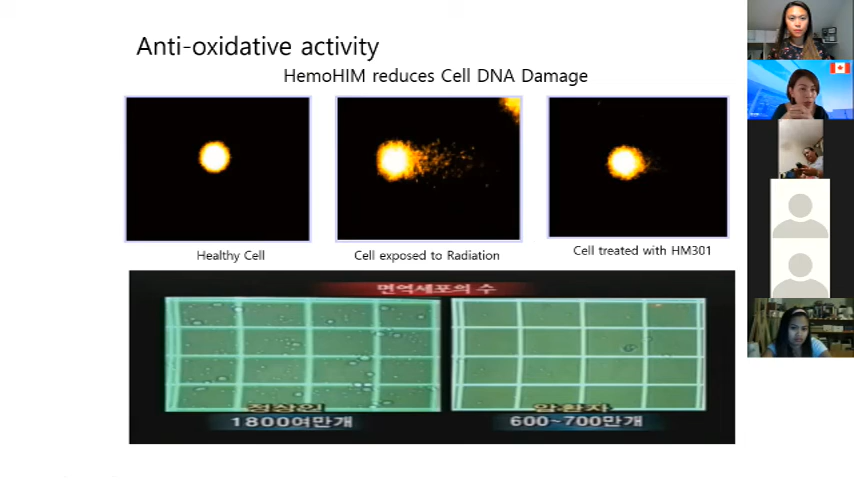 Anti-oxidative activity
HemoHIM reduces Cell DNA Damage
Healthy Cell
Cell exposed to Radiation
Cell treated with HM301
면역세포의 수
정상인
암환자
1800여만개
600~700만개